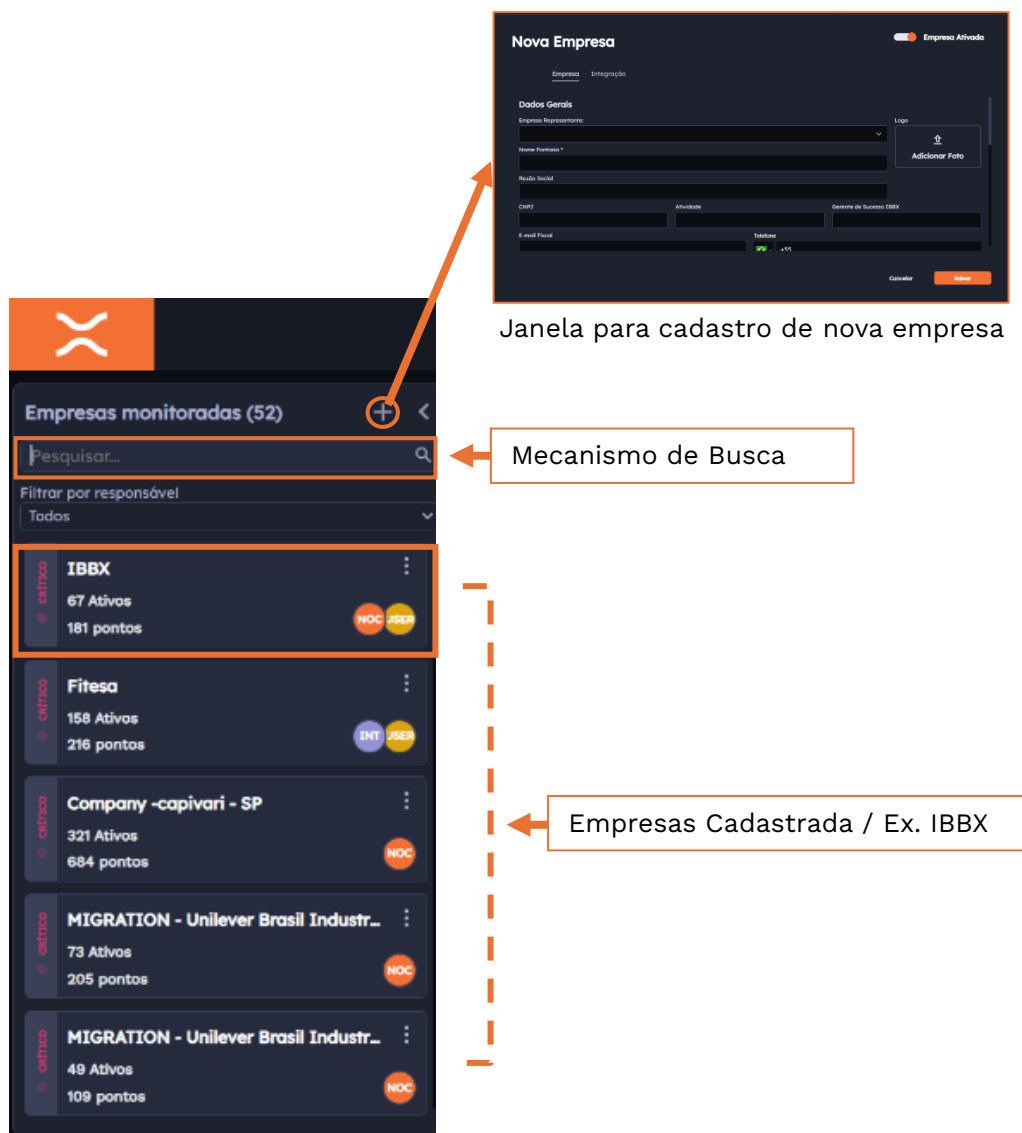 Nova Empresa
Empresa Ativada
Empresa Integração
Dados Gerais
Empresa Representante:
Logo
Adicionar Foto
Nome Fantasia *
Razão Social
CNPJ Atividade Gerente de Sucesso IBBX
E-mail Fiscal Telefone
+55
Cancelar Salvar
Janela para cadastro de nova empresa
Empresas monitoradas (52)
Pesquisar...
Mecanismo de Busca
Filtrar por responsável
Todos
CRÍTICO
IBBX
67 Ativos
181 pontos
NOC USER
CRÍTICO
Fitesa
158 Ativos
216 pontos
INT USER
CRÍTICO
Company -capivari - SP
321 Ativos
684 pontos
NOC
Empresas Cadastrada / Ex. IBBX
CRÍTICO
MIGRATION - Unilever Brasil Industr...
73 Ativos
205 pontos
NOC
CRÍTICO
MIGRATION - Unilever Brasil Industr...
49 Ativos
109 pontos
NOC